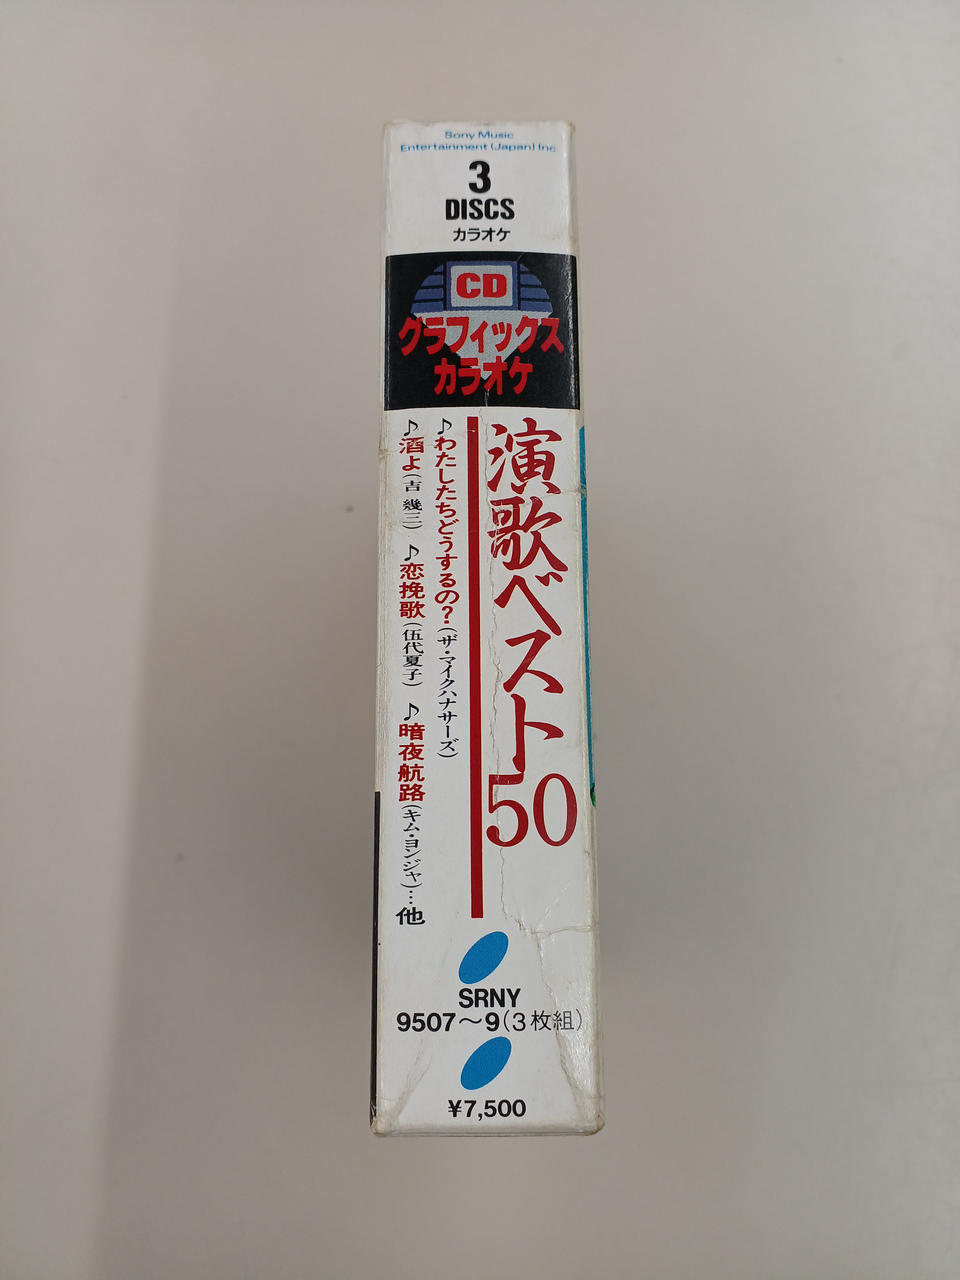 Sony Music
Entertainment (Japan) Inc.
3
DISCS
カラオケ
CD
グラフィックス
カラオケ
演歌ベスト50
♪わたしたちどうするの?(ザ・マイクハナサーズ)
♪酒よ(吉 幾三) ♪恋挽歌(伍代夏子) ♪暗夜航路(キム・ヨンジャ)…他
SRNY
9507〜9(3枚組)
¥7,500